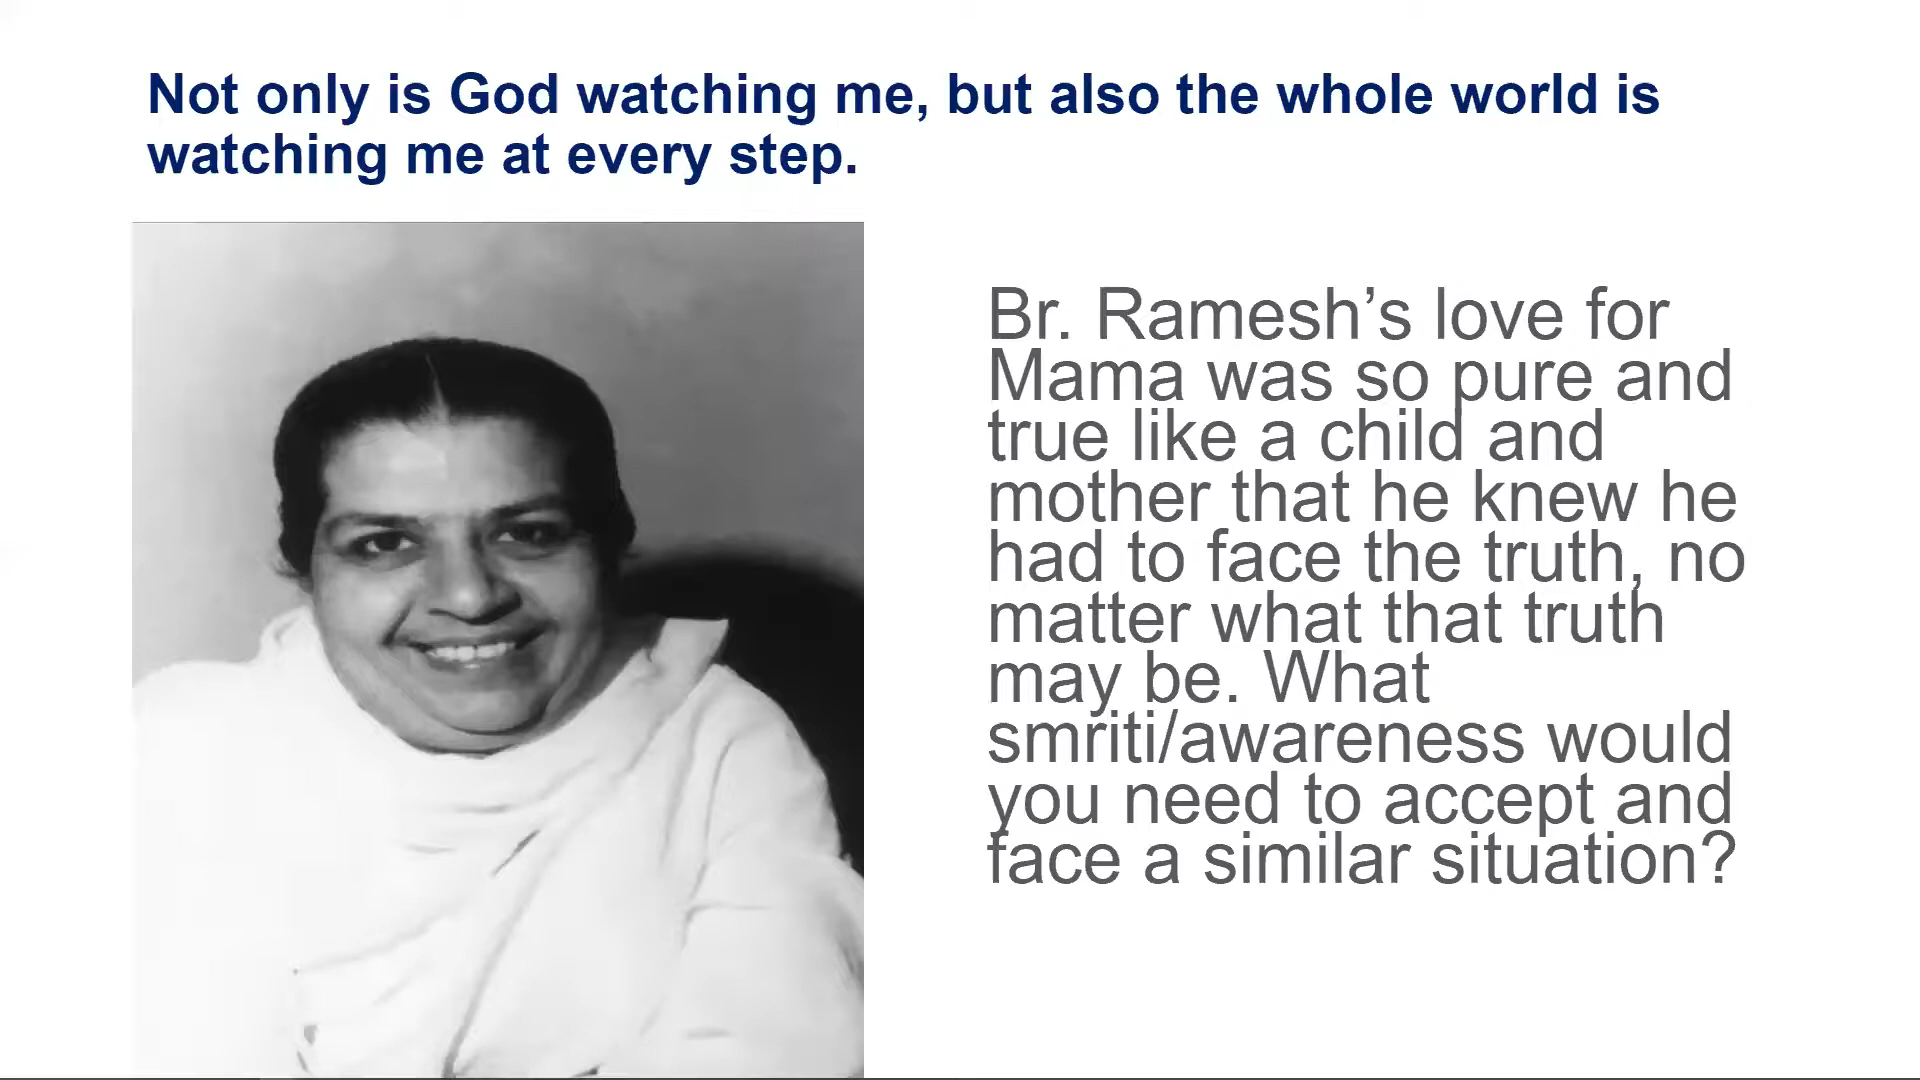 Not only is God watching me, but also the whole world is
watching me at every step.
Br. Ramesh’s love for
Mama was so pure and
true like a child and
mother that he knew he
had to face the truth, no
matter what that truth
may be. What
smriti/awareness would
you need to accept and
face a similar situation?